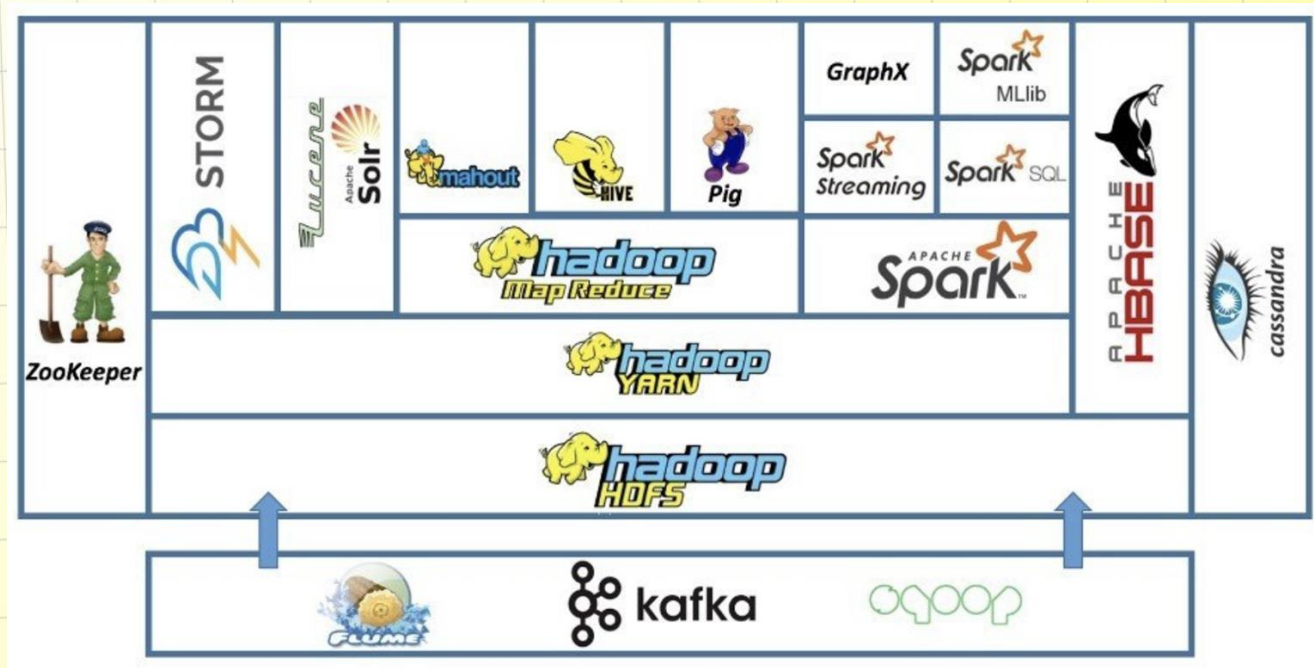 ZooKeeper
STORM
Lucene
Apache
Solr
mahout
HIVE
Pig
GraphX
Spark
MLlib
Spark
Streaming
Spark SQL
hadoop
Map Reduce
APACHE
Spark™
APACHE
HBASE
cassandra
hadoop
YARN
hadoop
HDFS
FLUME
kafka
sqoop